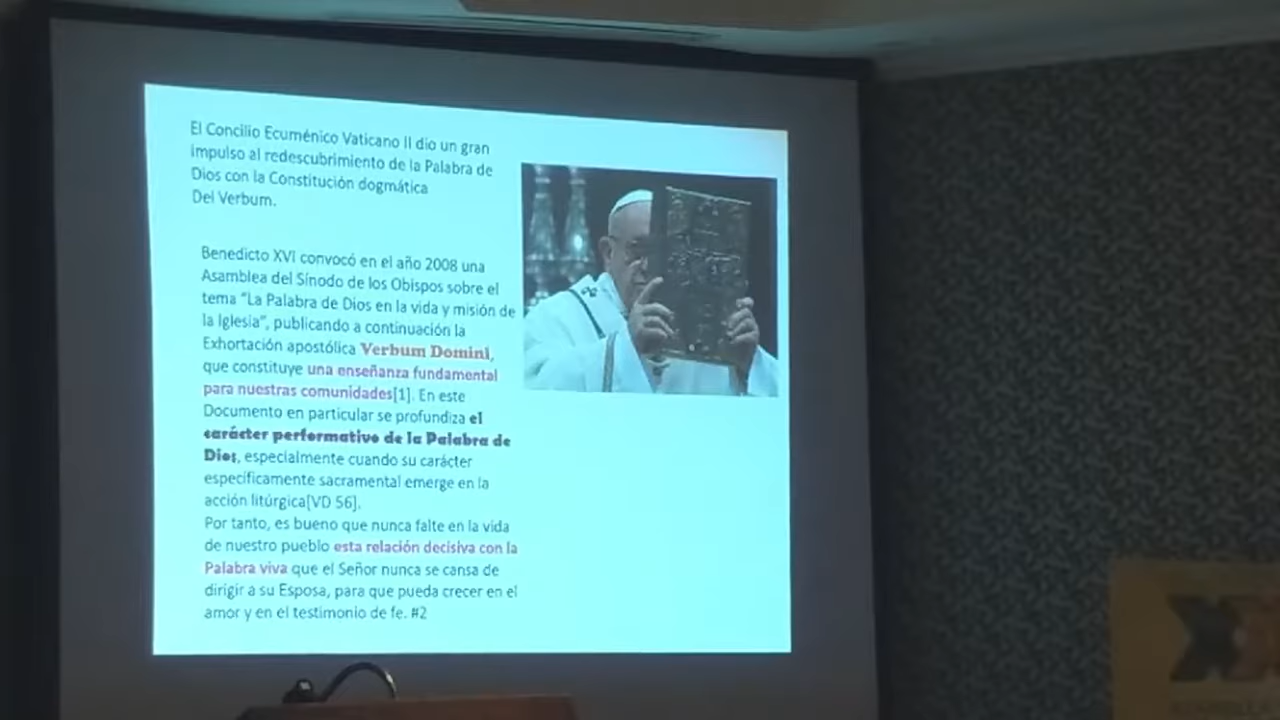 El Concilio Ecuménico Vaticano II dio un gran
impulso al redescubrimiento de la Palabra de
Dios con la Constitución dogmática
Del Verbum.
Benedicto XVI convocó en el año 2008 una
Asamblea del Sínodo de los Obispos sobre el
tema "La Palabra de Dios en la vida y misión de
la Iglesia", publicando a continuación la
Exhortación apostólica Verbum Domini,
que constituye una enseñanza fundamental
para nuestras comunidades[1]. En este
Documento en particular se profundiza el
carácter performativo de la Palabra de
Dios, especialmente cuando su carácter
específicamente sacramental emerge en la
acción litúrgica[VD 56].
Por tanto, es bueno que nunca falte en la vida
de nuestro pueblo esta relación decisiva con la
Palabra viva que el Señor nunca se cansa de
dirigir a su Esposa, para que pueda crecer en el
amor y en el testimonio de fe. #2